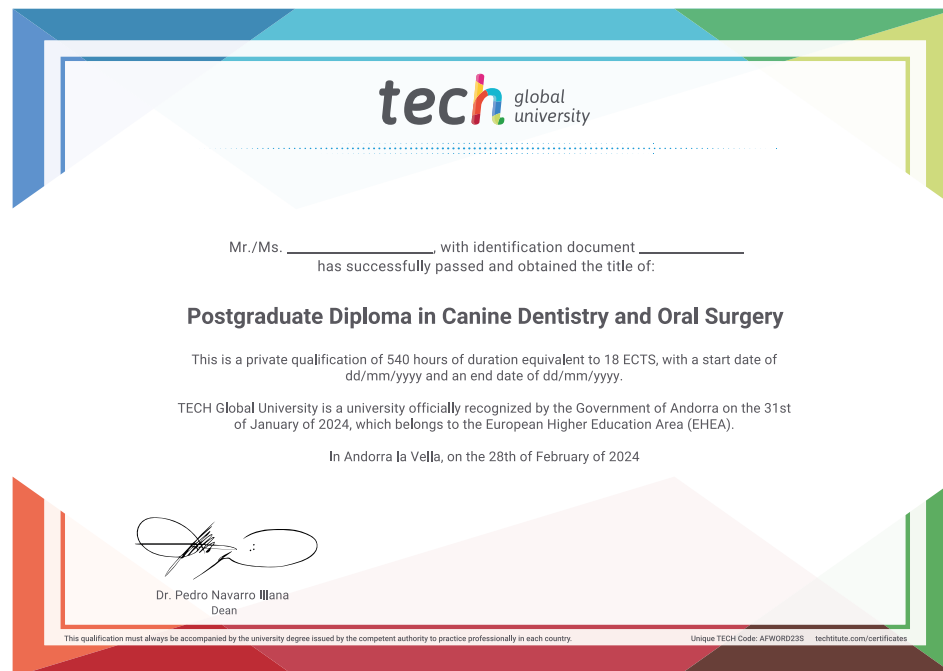 tech global university
Mr./Ms. ____________, with identification document ____________
has successfully passed and obtained the title of:
Postgraduate Diploma in Canine Dentistry and Oral Surgery
This is a private qualification of 540 hours of duration equivalent to 18 ECTS, with a start date of
dd/mm/yyyy and an end date of dd/mm/yyyy.
TECH Global University is a university officially recognized by the Government of Andorra on the 31st
of January of 2024, which belongs to the European Higher Education Area (EHEA).
In Andorra la Vella, on the 28th of February of 2024
Dr. Pedro Navarro Illana
Dean
This qualification must always be accompanied by the university degree issued by the competent authority to practice professionally in each country.
Unique TECH Code: AFWORD23S techtitute.com/certificates